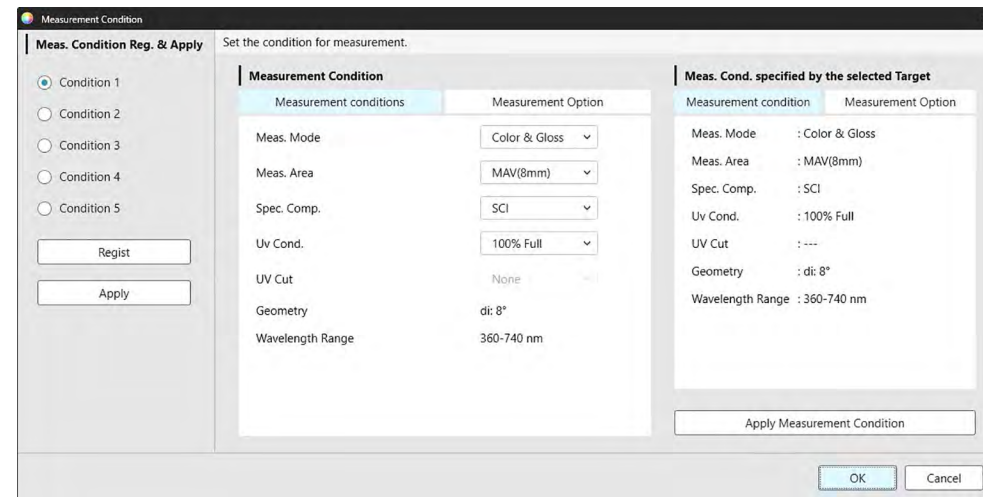 Measurement Condition
Meas. Condition Reg. & Apply
Set the condition for measurement.
Condition 1
Condition 2
Condition 3
Condition 4
Condition 5
Regist
Apply
Measurement Condition
Measurement conditions Measurement Option
Meas. Mode Color & Gloss
Meas. Area MAV(8mm)
Spec. Comp. SCI
Uv Cond. 100% Full
UV Cut None
Geometry di: 8°
Wavelength Range 360-740 nm
Meas. Cond. specified by the selected Target
Measurement condition Measurement Option
Meas. Mode : Color & Gloss
Meas. Area : MAV(8mm)
Spec. Comp. : SCI
Uv Cond. : 100% Full
UV Cut : ---
Geometry : di: 8°
Wavelength Range : 360-740 nm
Apply Measurement Condition
OK Cancel